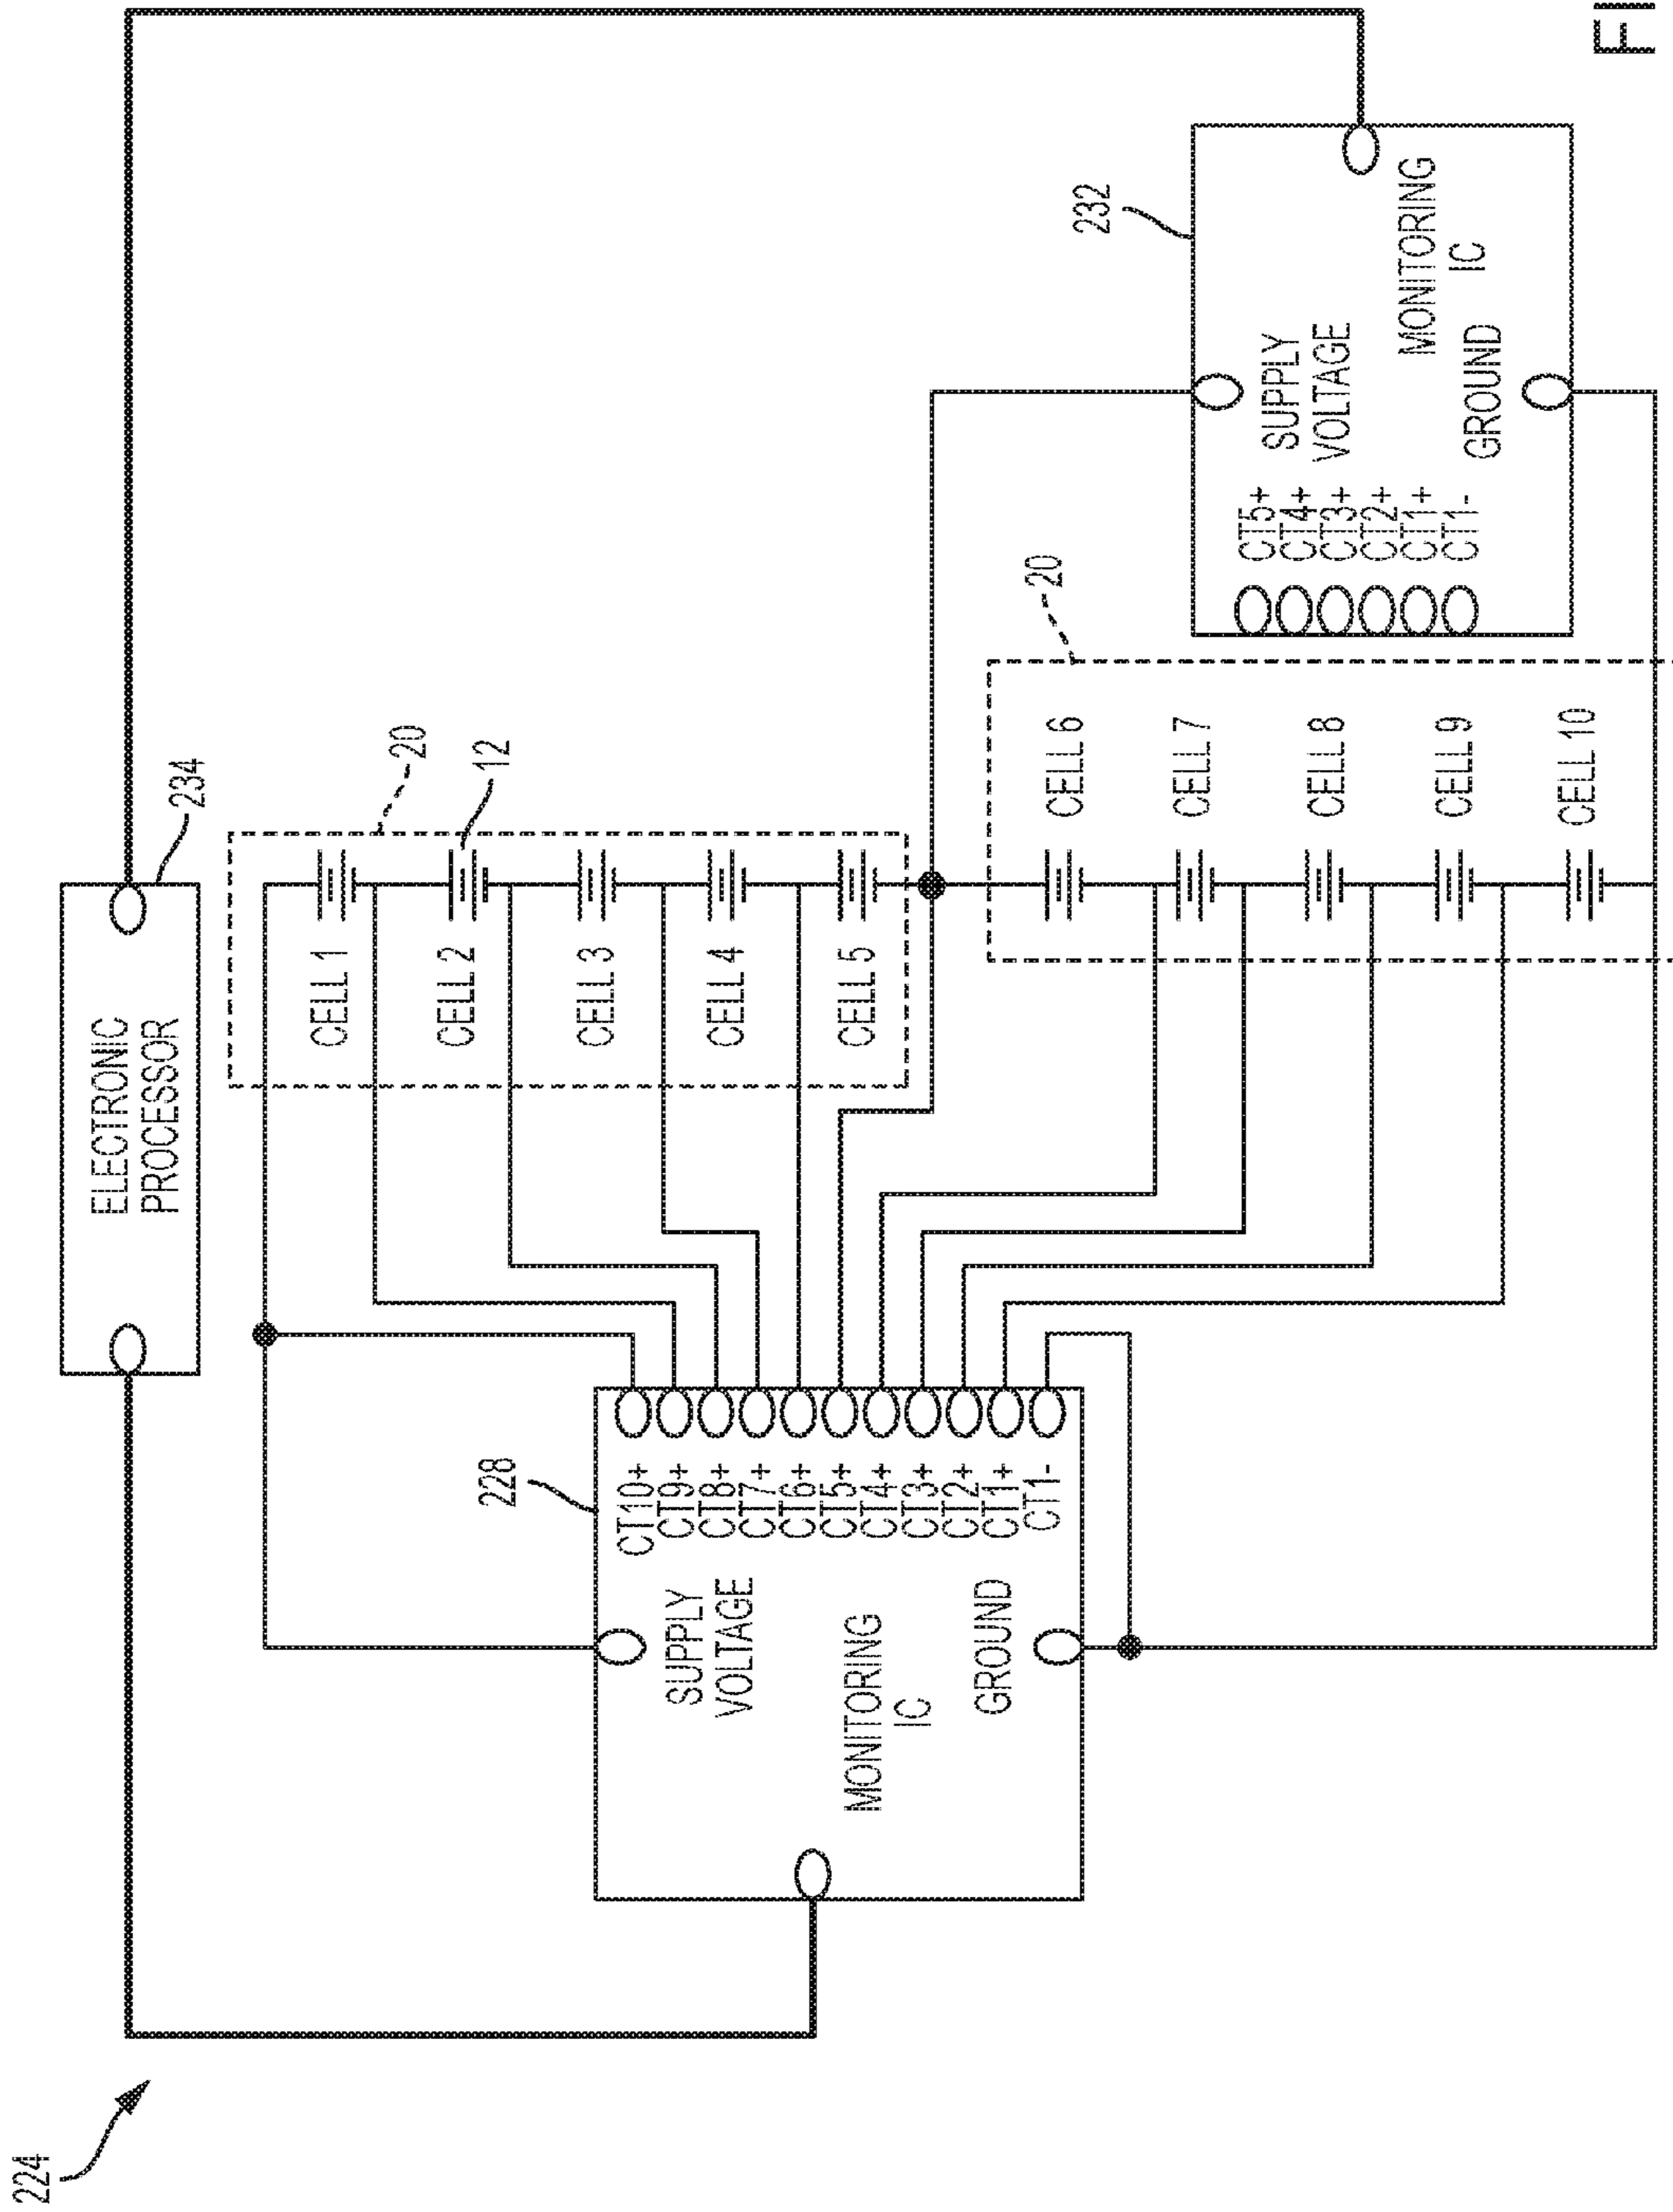 224
ELECTRONIC
PROCESSOR
234
228
SUPPLY
VOLTAGE
MONITORING
IC
GROUND
CT10+
CT9+
CT8+
CT7+
CT6+
CT5+
CT4+
CT3+
CT2+
CT1+
CT1-
CELL 1
CELL 2
CELL 3
CELL 4
CELL 5
20
12
CELL 6
CELL 7
CELL 8
CELL 9
CELL 10
20
232
CT5+
CT4+
CT3+
CT2+
CT1+
CT1-
SUPPLY
VOLTAGE
MONITORING
IC
GROUND